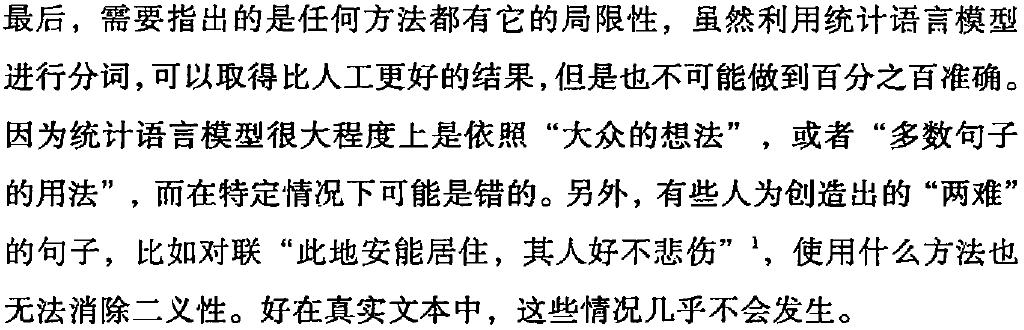 最后，需要指出的是任何方法都有它的局限性，虽然利用统计语言模型
进行分词，可以取得比人工更好的结果，但是也不可能做到百分之百准确。
因为统计语言模型很大程度上是依照“大众的想法”，或者“多数句子
的用法”，而在特定情况下可能是错的。另外，有些人为创造出的“两难”
的句子，比如对联“此地安能居住，其人好不悲伤”¹，使用什么方法也
无法消除二义性。好在真实文本中，这些情况几乎不会发生。